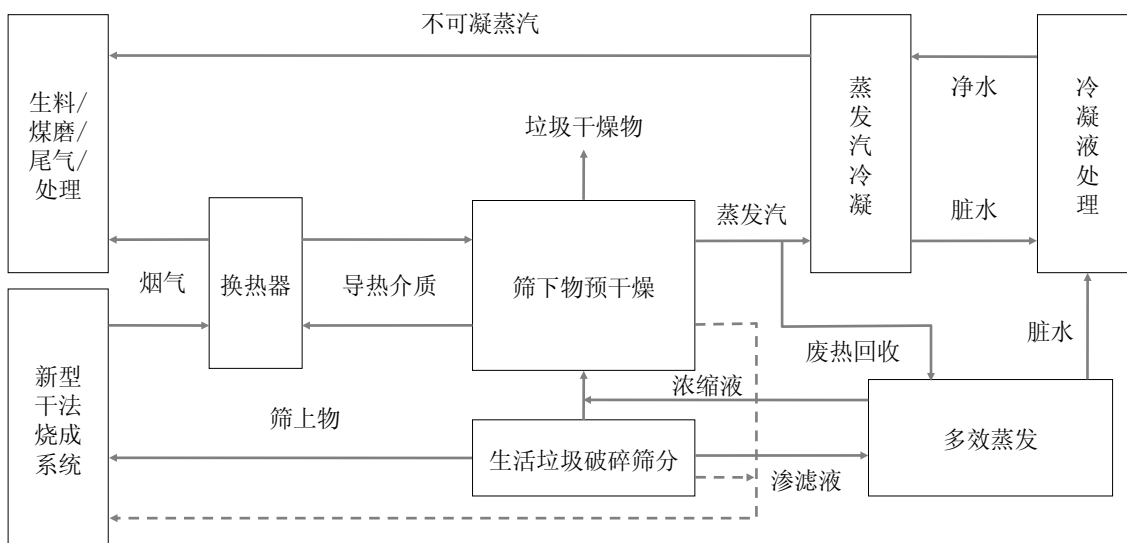 不可凝蒸汽
生料/
煤磨/
尾气/
处理
蒸
发
汽
冷
凝
净水
冷
凝
液
处
理
垃圾干燥物
蒸发汽
脏水
烟气
换热器
导热介质
筛下物预干燥
废热回收
脏水
新型
干法
烧成
系统
筛上物
浓缩液
生活垃圾破碎筛分
渗滤液
多效蒸发